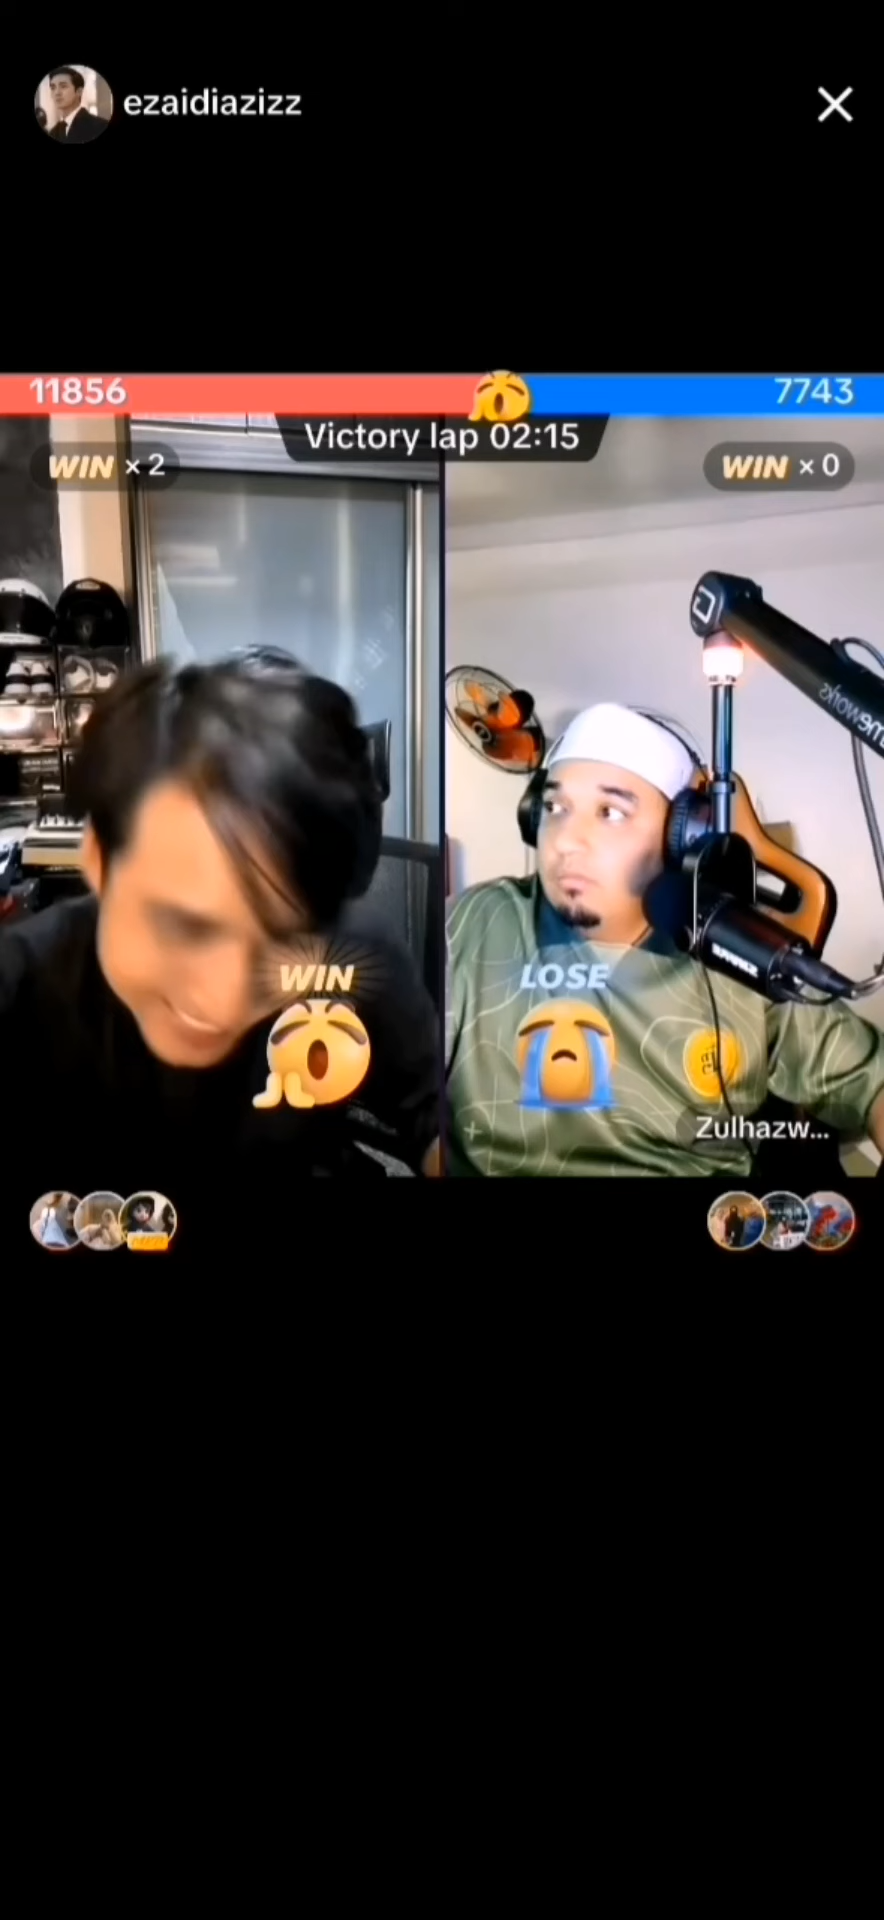 ezaidiazizz
11856
7743
Victory lap 02:15
WIN × 2
WIN × 0
WIN
LOSE
Zulhazw...